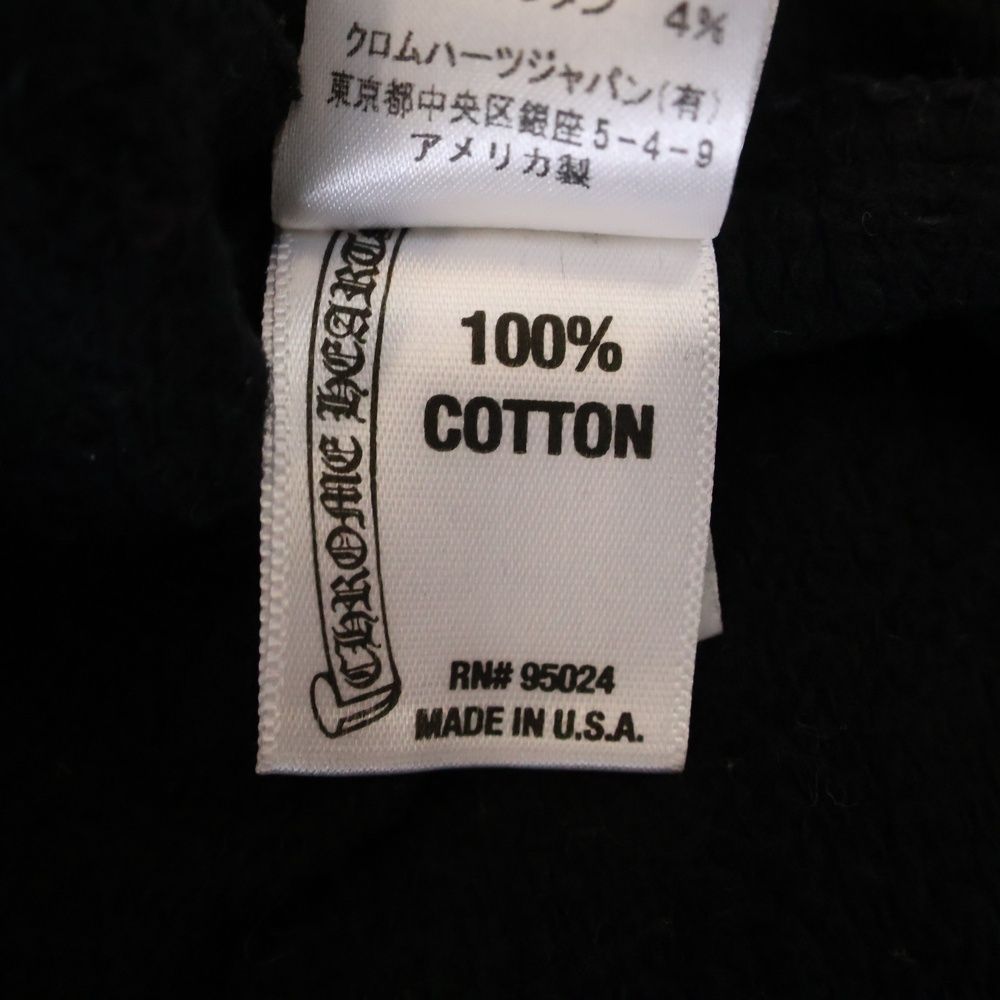 4%
クロムハーツジャパン(有)
東京都中央区銀座5-4-9
アメリカ製
CHROME HEART
100%
COTTON
RN# 95024
MADE IN U.S.A.